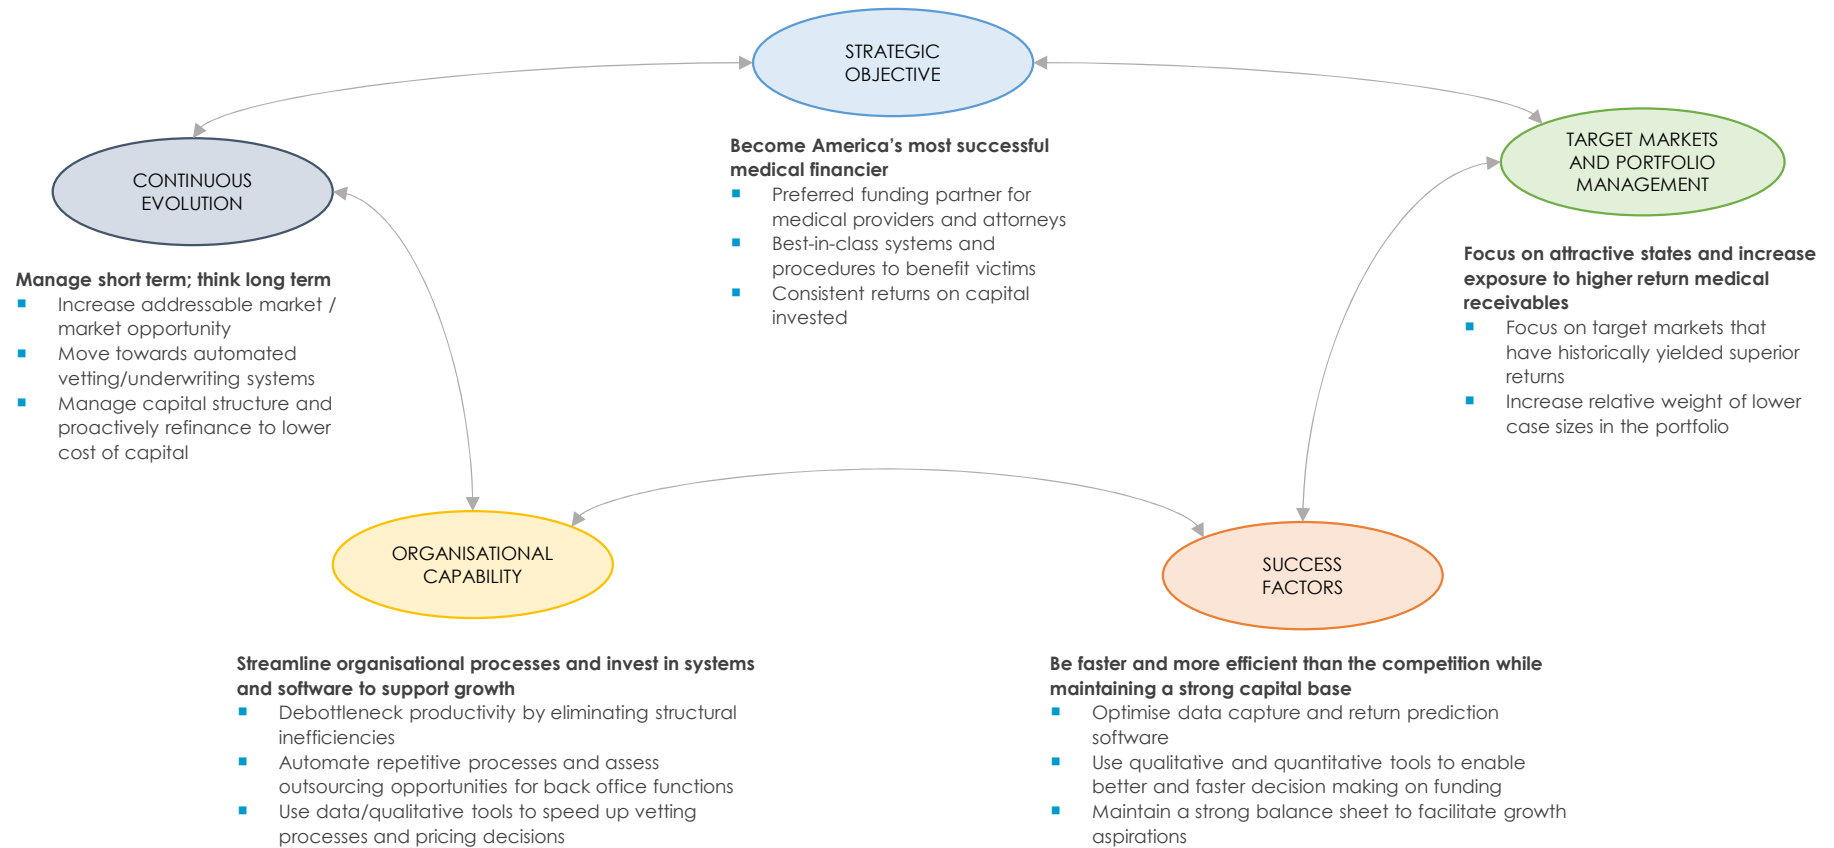 STRATEGIC
OBJECTIVE
Become America’s most successful
medical financier
Preferred funding partner for
medical providers and attorneys
Best-in-class systems and
procedures to benefit victims
Consistent returns on capital
invested
TARGET MARKETS
AND PORTFOLIO
MANAGEMENT
Focus on attractive states and increase
exposure to higher return medical
receivables
Focus on target markets that
have historically yielded superior
returns
Increase relative weight of lower
case sizes in the portfolio
CONTINUOUS
EVOLUTION
Manage short term; think long term
Increase addressable market /
market opportunity
Move towards automated
vetting/underwriting systems
Manage capital structure and
proactively refinance to lower
cost of capital
ORGANISATIONAL
CAPABILITY
Streamline organisational processes and invest in systems
and software to support growth
Debottleneck productivity by eliminating structural
inefficiencies
Automate repetitive processes and assess
outsourcing opportunities for back office functions
Use data/qualitative tools to speed up vetting
processes and pricing decisions
SUCCESS
FACTORS
Be faster and more efficient than the competition while
maintaining a strong capital base
Optimise data capture and return prediction
software
Use qualitative and quantitative tools to enable
better and faster decision making on funding
Maintain a strong balance sheet to facilitate growth
aspirations